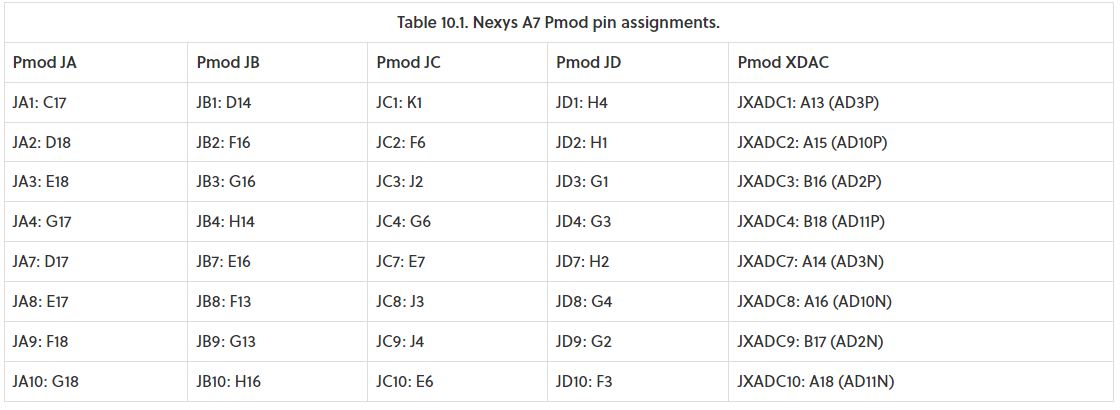 Table 10.1. Nexys A7 Pmod pin assignments.
Pmod JA Pmod JB Pmod JC Pmod JD Pmod XDAC
JA1: C17 JB1: D14 JC1: K1 JD1: H4 JXADC1: A13 (AD3P)
JA2: D18 JB2: F16 JC2: F6 JD2: H1 JXADC2: A15 (AD10P)
JA3: E18 JB3: G16 JC3: J2 JD3: G1 JXADC3: B16 (AD2P)
JA4: G17 JB4: H14 JC4: G6 JD4: G3 JXADC4: B18 (AD11P)
JA7: D17 JB7: E16 JC7: E7 JD7: H2 JXADC7: A14 (AD3N)
JA8: E17 JB8: F13 JC8: J3 JD8: G4 JXADC8: A16 (AD10N)
JA9: F18 JB9: G13 JC9: J4 JD9: G2 JXADC9: B17 (AD2N)
JA10: G18 JB10: H16 JC10: E6 JD10: F3 JXADC10: A18 (AD11N)